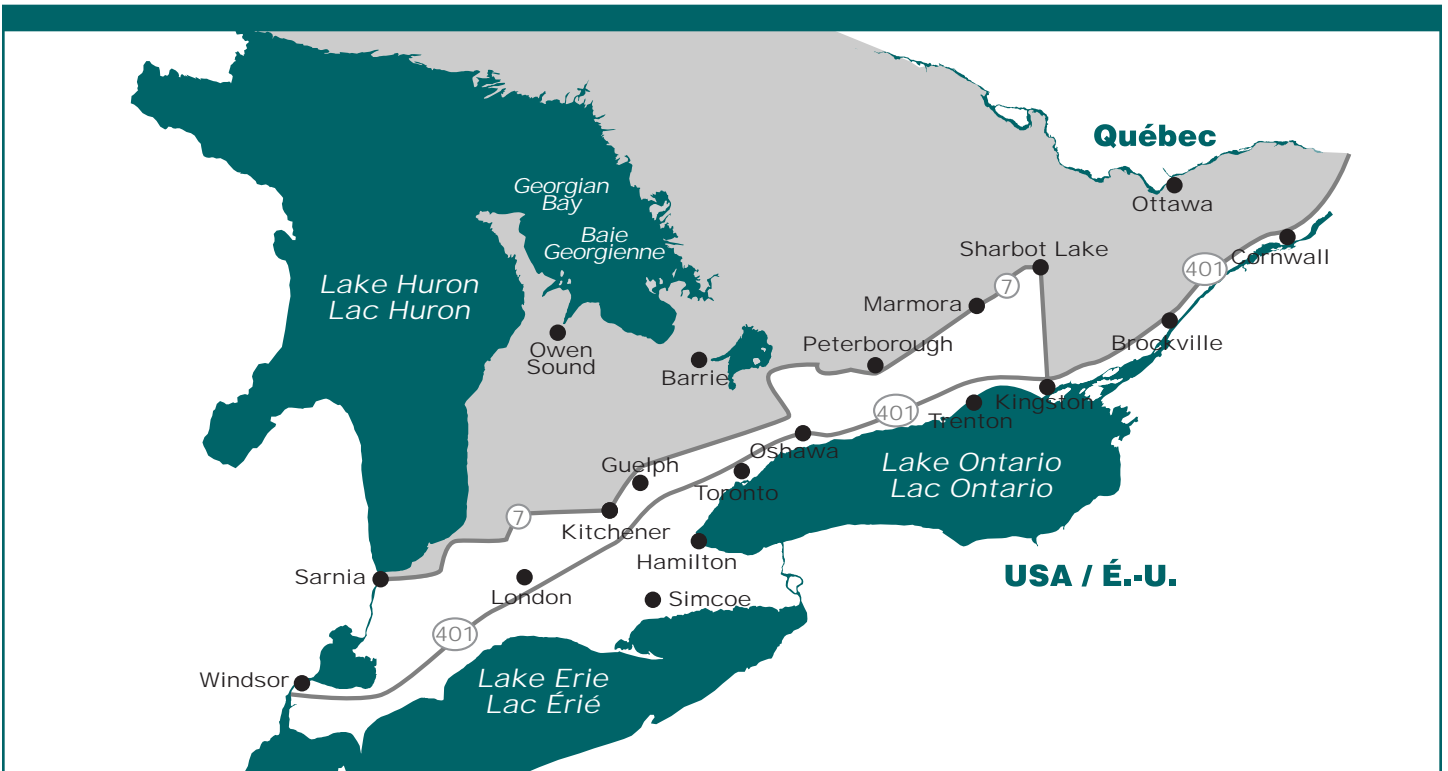 Québec
Georgian
Bay
Ottawa
Baie
Georgienne
Sharbot Lake
Cornwall
401
Lake Huron
Lac Huron
7
Marmora
Peterborough
Brockville
Owen
Sound
Barrie
401
Kingston
Trenton
Oshawa
Lake Ontario
Lac Ontario
Guelph
Toronto
7
Kitchener
Hamilton
Sarnia
USA / É.-U.
London
Simcoe
401
Windsor
Lake Erie
Lac Érié